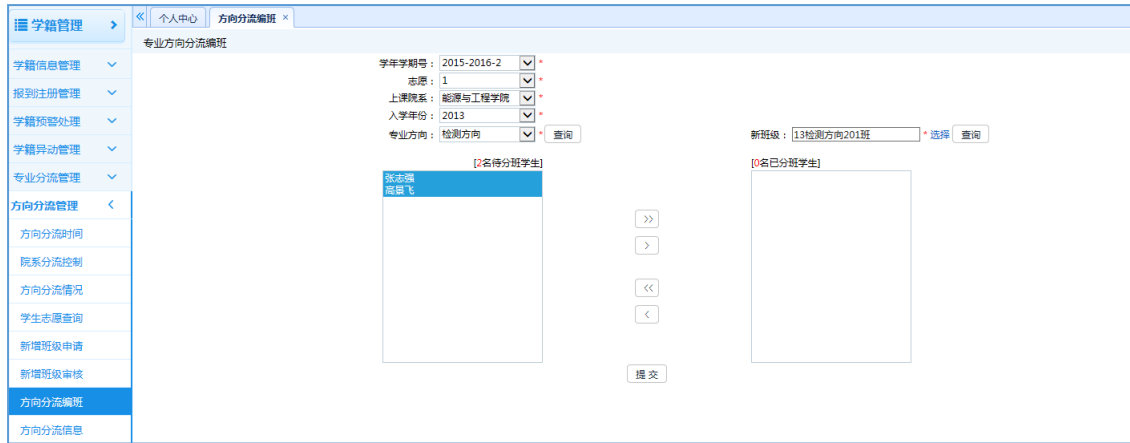 学籍管理
个人中心 方向分流编班 ×
专业方向分流编班
学籍信息管理
报到注册管理
学籍预警处理
学籍异动管理
专业分流管理
方向分流管理
方向分流时间
院系分流控制
方向分流情况
学生志愿查询
新增班级申请
新增班级审核
方向分流编班
方向分流信息
学年学期号： 2015-2016-2 *
志愿： 1 *
上课院系： 能源与工程学院 *
入学年份： 2013 *
专业方向： 检测方向 * 查询
新班级： 13检测方向201班 * 选择 查询
[2名待分班学生]
张志强
高景飞
[0名已分班学生]
>>
>
<<
<
提 交